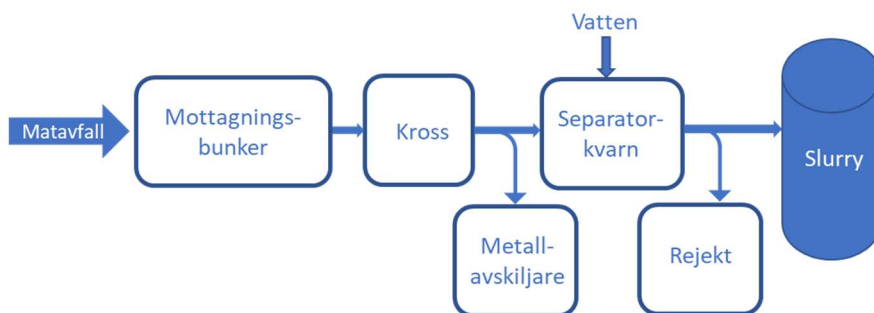 Vatten
Matavfall
Mottagnings-
bunker
Kross
Separator-
kvarn
Slurry
Metall-
avskiljare
Rejekt